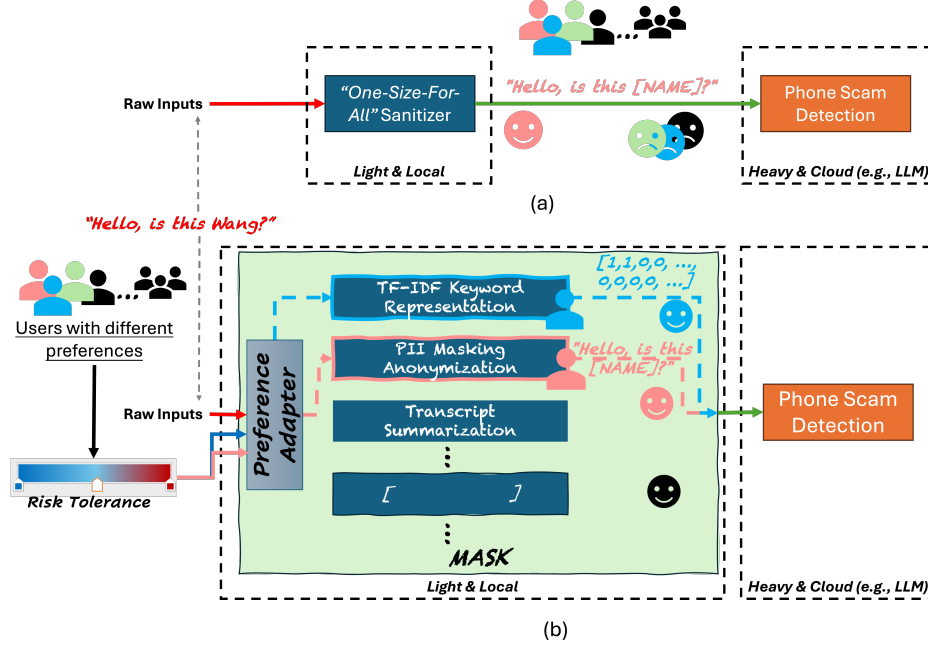 Raw Inputs
“One-Size-For-
All” Sanitizer
"Hello, is this [NAME]?"
Phone Scam
Detection
Light & Local
Heavy & Cloud (e.g., LLM)
(a)
“Hello, is this Wang?”
Users with different
preferences
Raw Inputs
Risk Tolerance
Preference
Adapter
TF-IDF Keyword
Representation
[1,1,0,0, ...,
0,0,0,0, ...]
PII Masking
Anonymization
"Hello, is this
[NAME]?"
Transcript
Summarization
[ ]
MASK
Light & Local
Phone Scam
Detection
Heavy & Cloud (e.g., LLM)
(b)